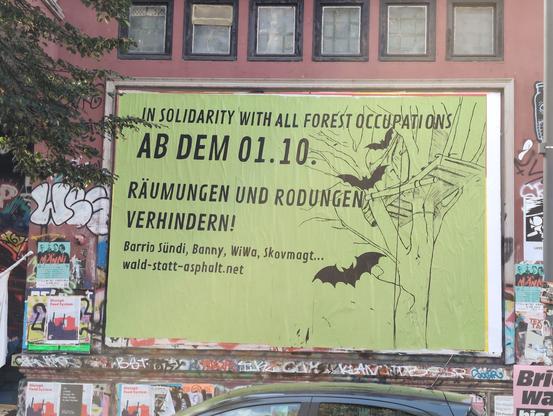 IN SOLIDARITY WITH ALL FOREST OCCUPATIONS
AB DEM 01.10.
RÄUMUNGEN UND RODUNGEN
VERHINDERN!
Barrio Sündi, Banny, WiWa, Skovmagt...
wald-statt-asphalt.net